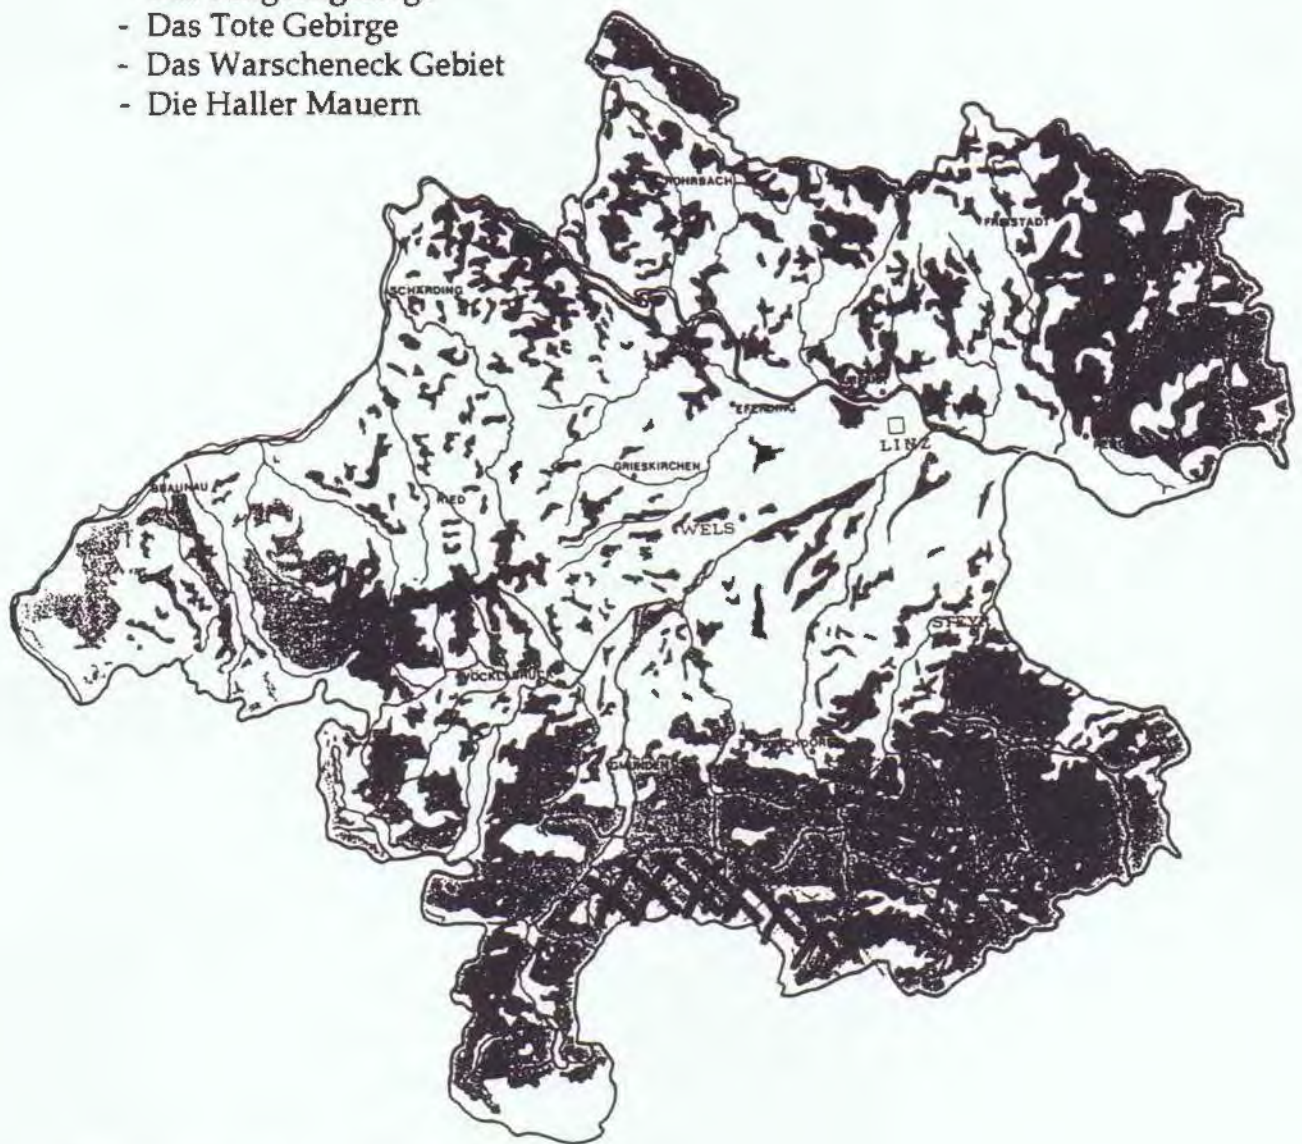 - Das Tote Gebirge
- Das Warscheneck Gebiet
- Die Haller Mauern
ROHRBACH
FREISTADT
SCHÄRDING
EFERDING
LINZ
GRIESKIRCHEN
BRAUNAU
RIED
WELS
STEYR
VÖCKLABRUCK
GMUNDEN